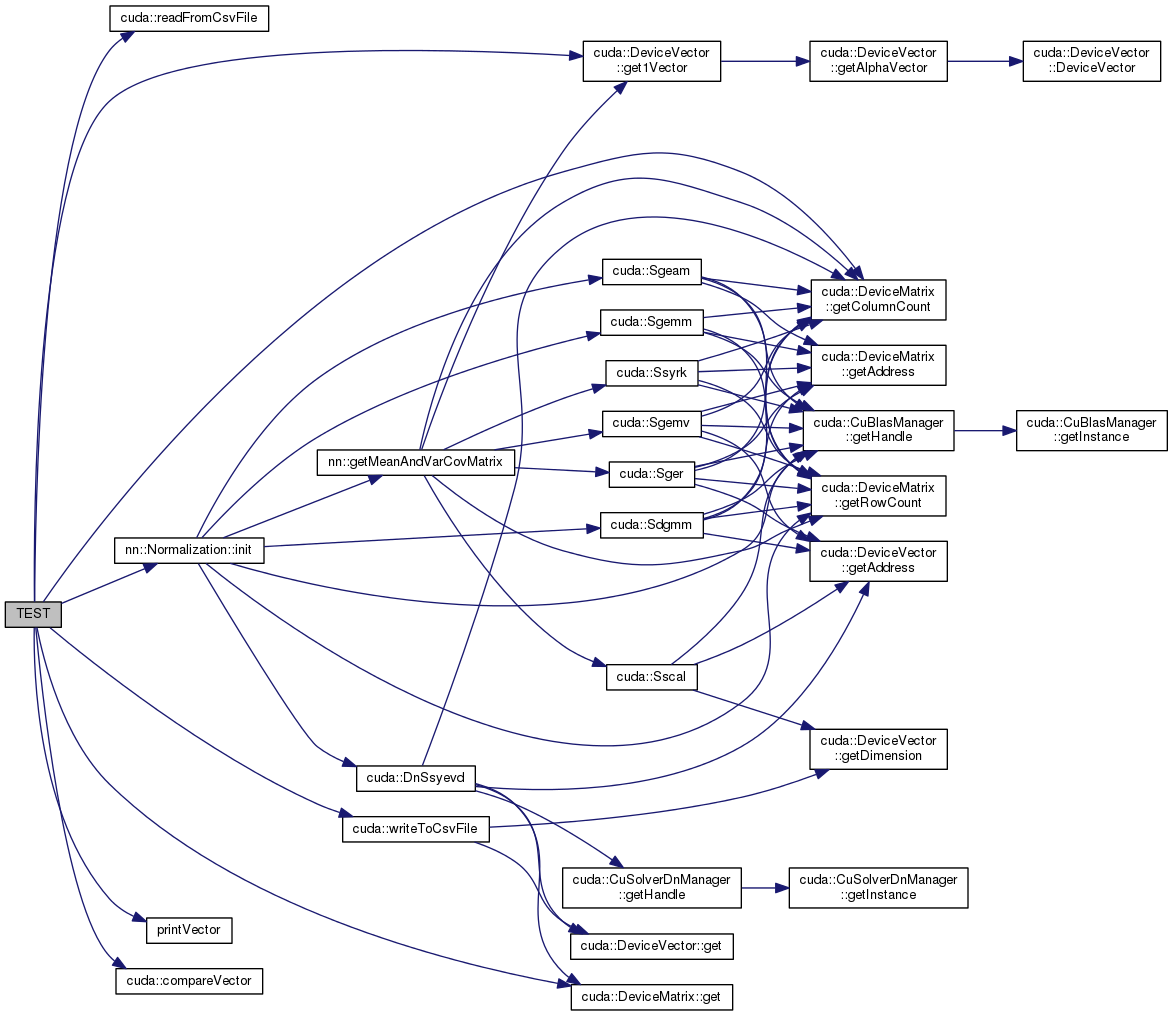 cuda::readFromCsvFile
cuda::DeviceVector
::get1Vector
cuda::DeviceVector
::getAlphaVector
cuda::DeviceVector
::DeviceVector
cuda::Sgeam
cuda::DeviceMatrix
::getColumnCount
cuda::Sgemm
cuda::DeviceMatrix
::getAddress
cuda::Ssyrk
cuda::Sgemv
cuda::CuBlasManager
::getHandle
cuda::CuBlasManager
::getInstance
nn::getMeanAndVarCovMatrix
cuda::Sger
cuda::DeviceMatrix
::getRowCount
cuda::Sdgmm
nn::Normalization::init
cuda::DeviceVector
::getAddress
TEST
cuda::Sscal
cuda::DeviceVector
::getDimension
cuda::DnSsyevd
cuda::writeToCsvFile
cuda::CuSolverDnManager
::getHandle
cuda::CuSolverDnManager
::getInstance
printVector
cuda::DeviceVector::get
cuda::compareVector
cuda::DeviceMatrix::get